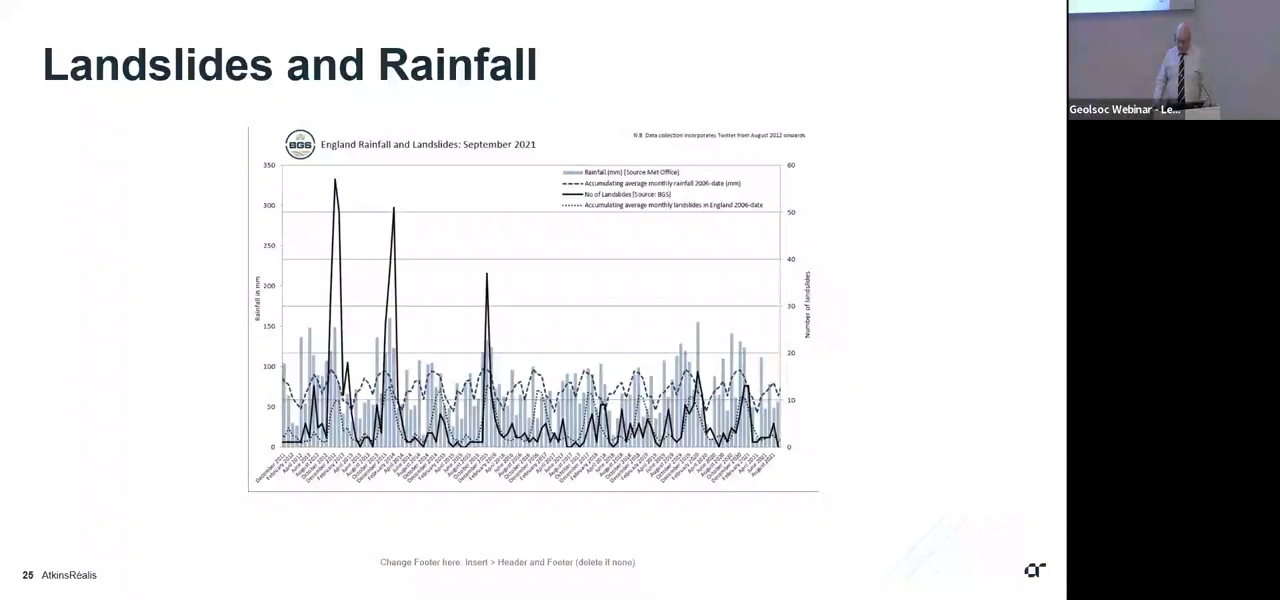 Landslides and Rainfall
BGS
England Rainfall and Landslides: September 2021
N.B. Data collection incorporates Twitter from August 2012 onwards
Rainfall (mm) [Source Met Office]
Accumulating average monthly rainfall 2006-date (mm)
No of Landslides [Source: BGS]
Accumulating average monthly landslides in England 2006-date
350
300
250
200
150
100
50
0
Rainfall in mm
60
50
40
30
20
10
0
Number of landslides
Change Footer here. Insert > Header and Footer (delete if none)
25 AtkinsRéalis
Geolsoc Webinar - Le...